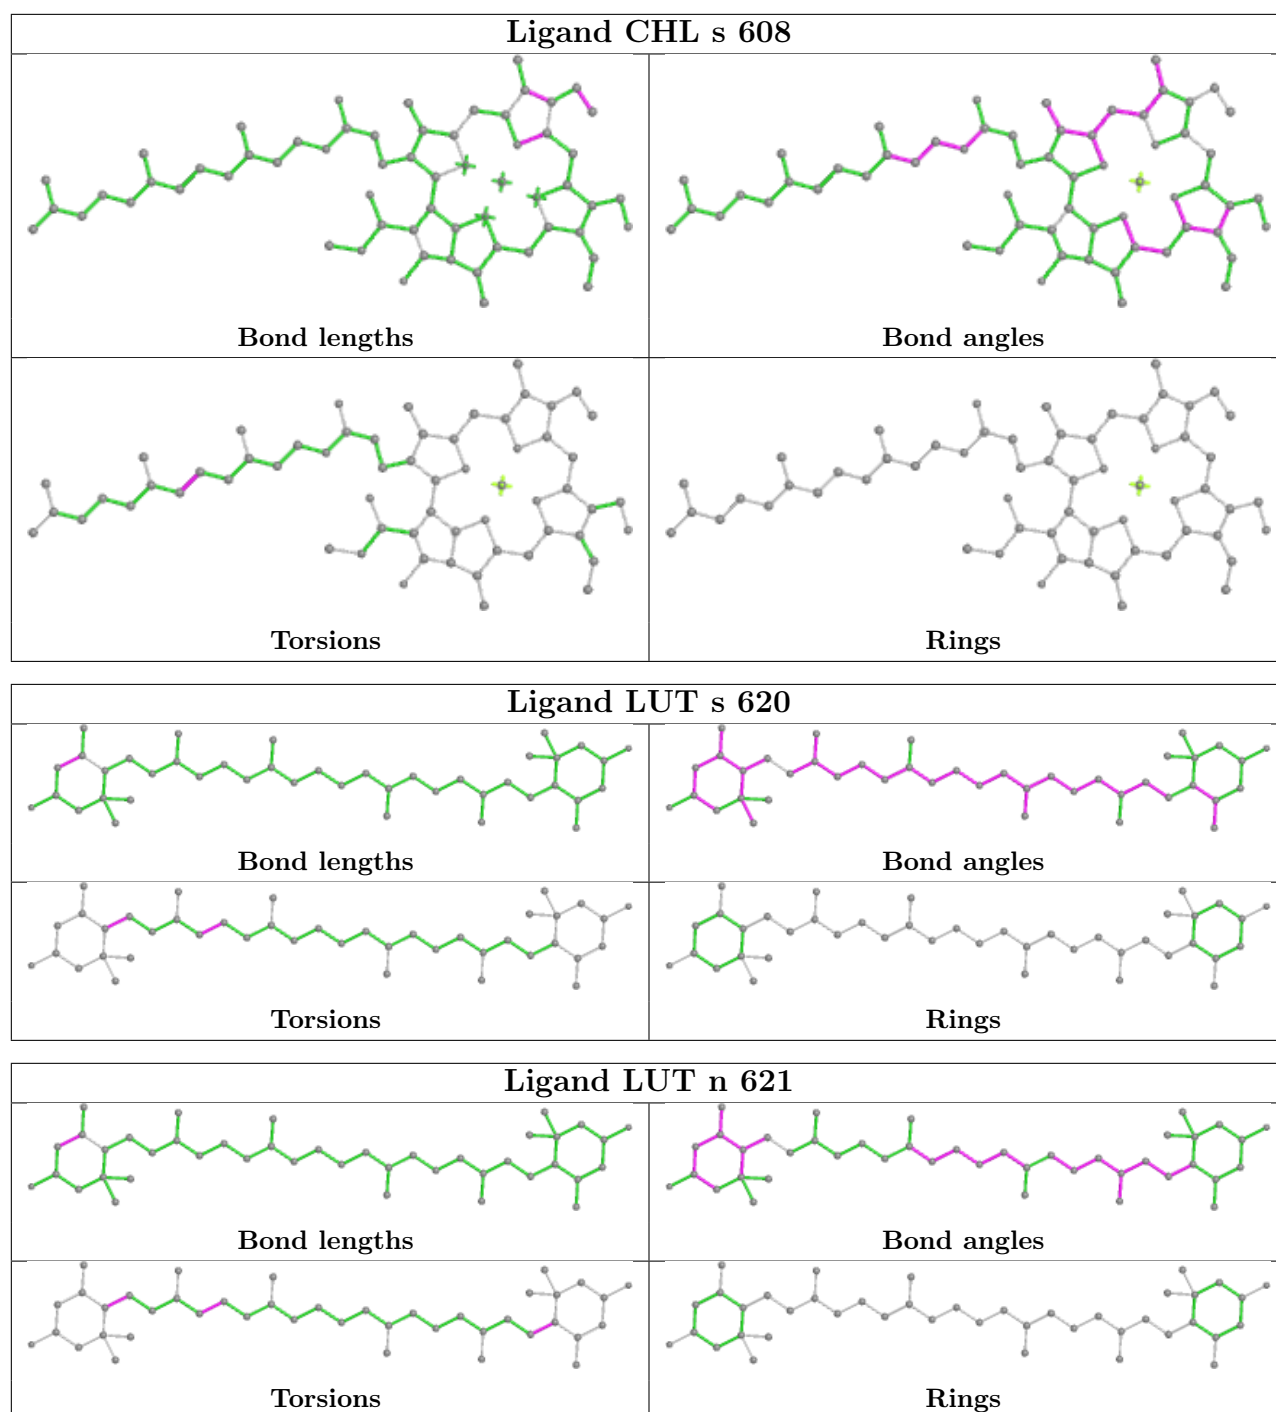 Ligand CHL s 608
Bond lengths
Bond angles
Torsions
Rings
Ligand LUT s 620
Bond lengths
Bond angles
Torsions
Rings
Ligand LUT n 621
Bond lengths
Bond angles
Torsions
Rings